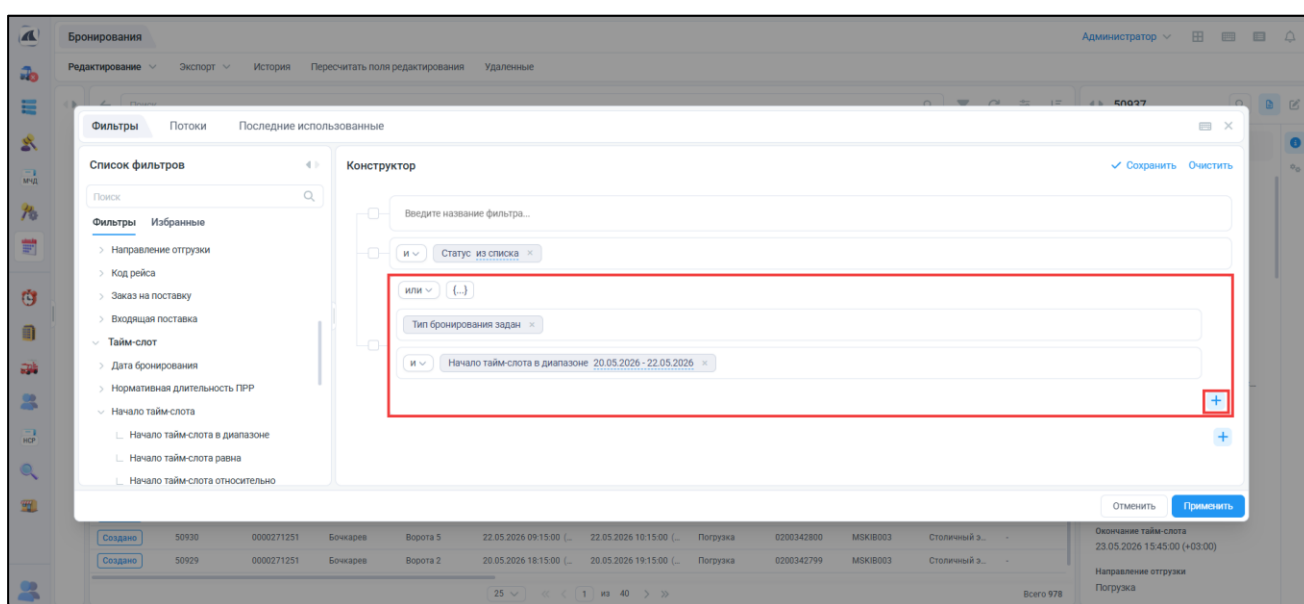 Бронирования
Администратор
Редактирование Экспорт История Пересчитать поля редактирования Удаленные
Поиск
50937
Фильтры Потоки Последние использованные
Список фильтров
Конструктор
Сохранить Очистить
Поиск
Введите название фильтра...
Фильтры Избранные
Направление отгрузки
и Статус из списка ×
Код рейса
Заказ на поставку
или {...}
Входящая поставка
Тип бронирования задан ×
Тайм-слот
Дата бронирования
и Начало тайм-слота в диапазоне 20.05.2026 - 22.05.2026 ×
Нормативная длительность ПРР
Начало тайм-слота
+
Начало тайм-слота в диапазоне
+
Начало тайм-слота равна
Начало тайм-слота относительно
НСР
Отменить Применить
Создано 50930 0000271251 Бочкарев Ворота 5 22.05.2026 09:15:00 (... 22.05.2026 10:15:00 (... Погрузка 0200342800 MSKIB003 Столичный э... -
Окончание тайм-слота
23.05.2026 15:45:00 (+03:00)
Создано 50929 0000271251 Бочкарев Ворота 2 20.05.2026 18:15:00 (... 20.05.2026 19:15:00 (... Погрузка 0200342799 MSKIB003 Столичный э... -
Направление отгрузки
Погрузка
25 1 из 40
Всего 978